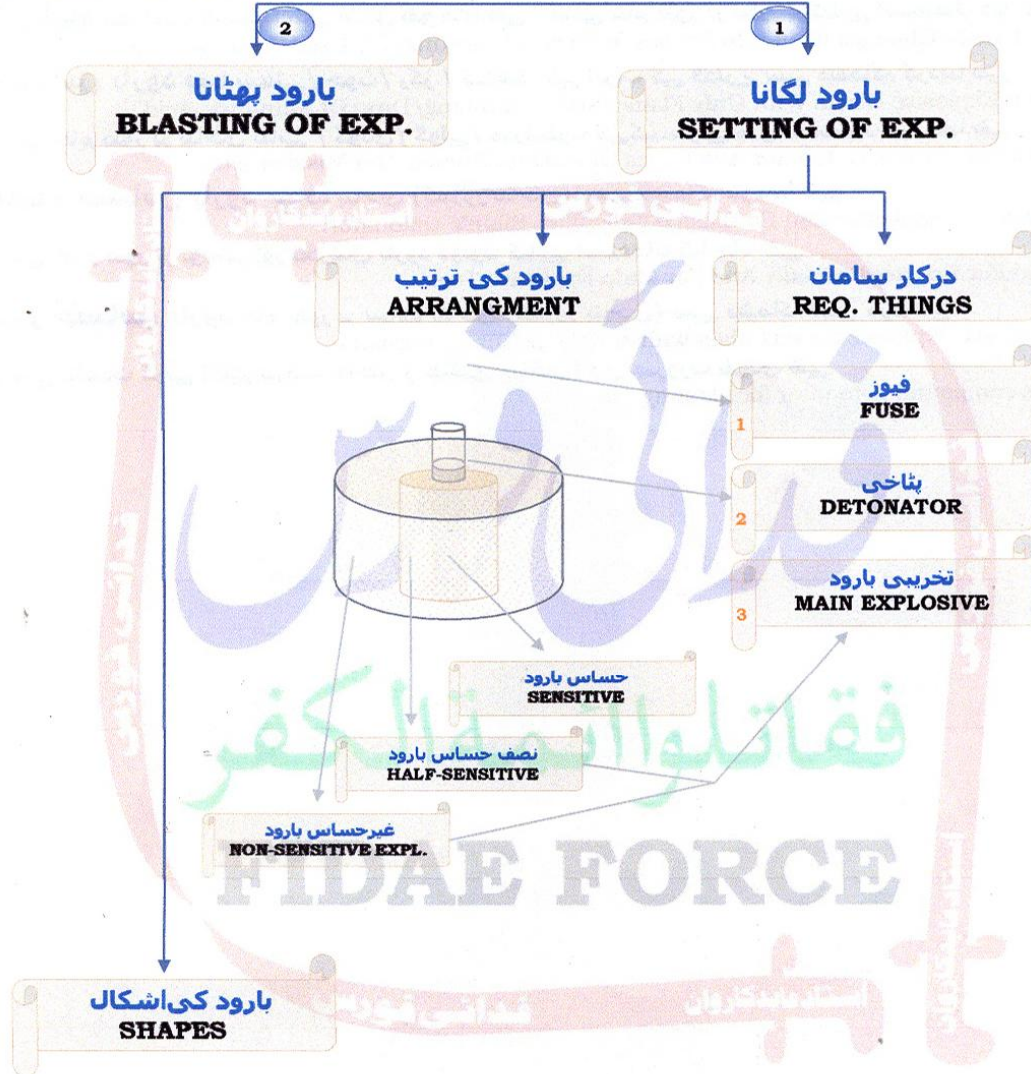 2
1
بارود پھٹانا
BLASTING OF EXP.
بارود لگانا
SETTING OF EXP.
بارود کی ترتیب
ARRANGMENT
درکار سامان
REQ. THINGS
1
فیوز
FUSE
2
پٹاخی
DETONATOR
3
تخریبی بارود
MAIN EXPLOSIVE
حساس بارود
SENSITIVE
نصف حساس بارود
HALF-SENSITIVE
غیرحساس بارود
NON-SENSITIVE EXPL.
بارود کی اشکال
SHAPES
فدائی فورس
فقاتلوا ائمة الكفر
FIDAE FORCE